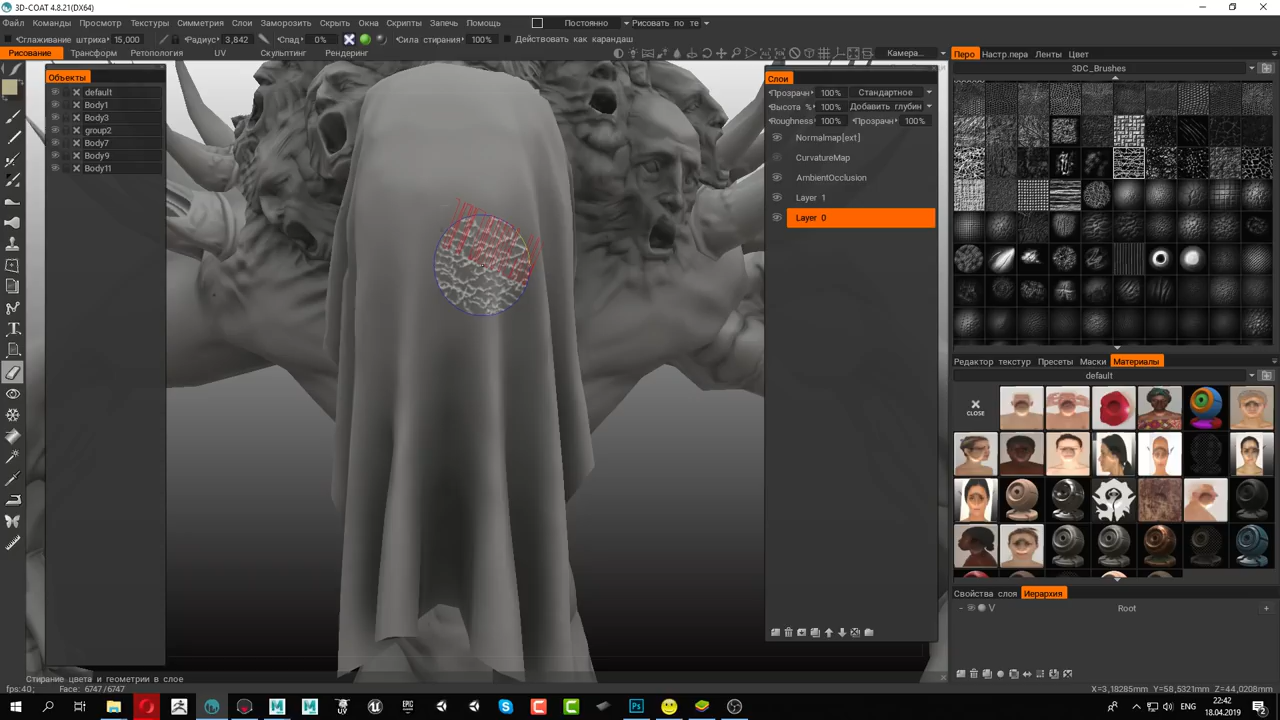 3D-COAT 4.8.21(DX64)
Файл Команды Просмотр Текстуры Симметрия Слои Заморозить Скрыть Окна Скрипты Запечь Помощь Постоянно Рисовать по те
Сглаживание штриха 15,000 Радиус 3,842 Спад 0% Сила стирания 100% Действовать как карандаш
Рисование Трансформ Ретопология UV Скульптинг Рендеринг Камера...
Перо Настр.пера Ленты Цвет
3DC_Brushes
Объекты
default
Body1
Body3
group2
Body7
Body9
Body11
Слои
Прозрачн 100% Стандартное
Высота % 100% Добавить глубин
Roughness 100% Прозрачн 100%
Normalmap[ext]
CurvatureMap
AmbientOcclusion
Layer 1
Layer 0
Редактор текстур Пресеты Маски Материалы
default
CLOSE
Свойства слоя Иерархия
V Root
Стирание цвета и геометрии в слое
fps:40; Face: 6747/6747 X=3,18285mm Y=58,5321mm Z=44,0208mm
UV EPIC Ps ENG 22:42
18.04.2019
2